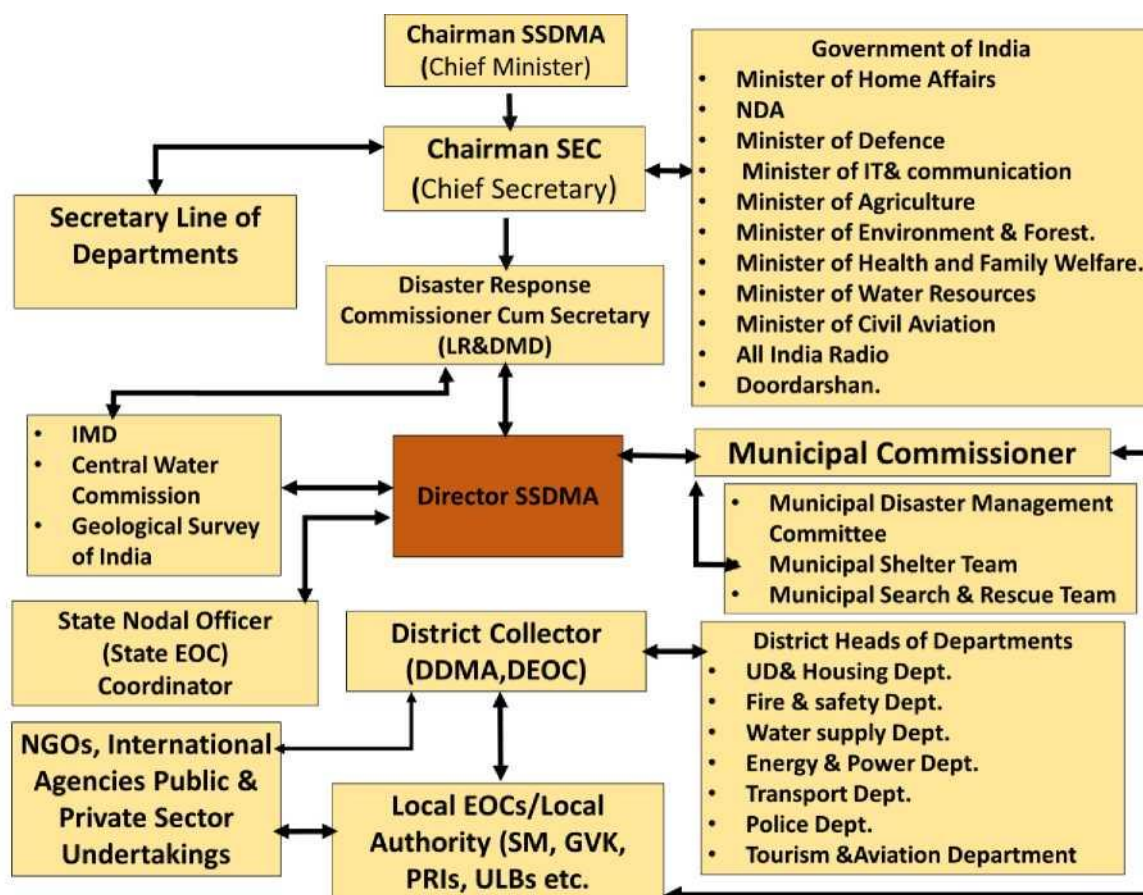 Chairman SSDMA
(Chief Minister)
Chairman SEC
(Chief Secretary)
Government of India
• Minister of Home Affairs
• NDA
• Minister of Defence
• Minister of IT& communication
• Minister of Agriculture
• Minister of Environment & Forest.
• Minister of Health and Family Welfare.
• Minister of Water Resources
• Minister of Civil Aviation
• All India Radio
• Doordarshan.
Secretary Line of
Departments
Disaster Response
Commissioner Cum Secretary
(LR&DMD)
• IMD
• Central Water
Commission
• Geological Survey
of India
Director SSDMA
Municipal Commissioner
• Municipal Disaster Management
Committee
• Municipal Shelter Team
• Municipal Search & Rescue Team
State Nodal Officer
(State EOC)
Coordinator
District Collector
(DDMA,DEOC)
District Heads of Departments
• UD& Housing Dept.
• Fire & safety Dept.
• Water supply Dept.
• Energy & Power Dept.
• Transport Dept.
• Police Dept.
• Tourism &Aviation Department
NGOs, International
Agencies Public &
Private Sector
Undertakings
Local EOCs/Local
Authority (SM, GVK,
PRIs, ULBs etc.